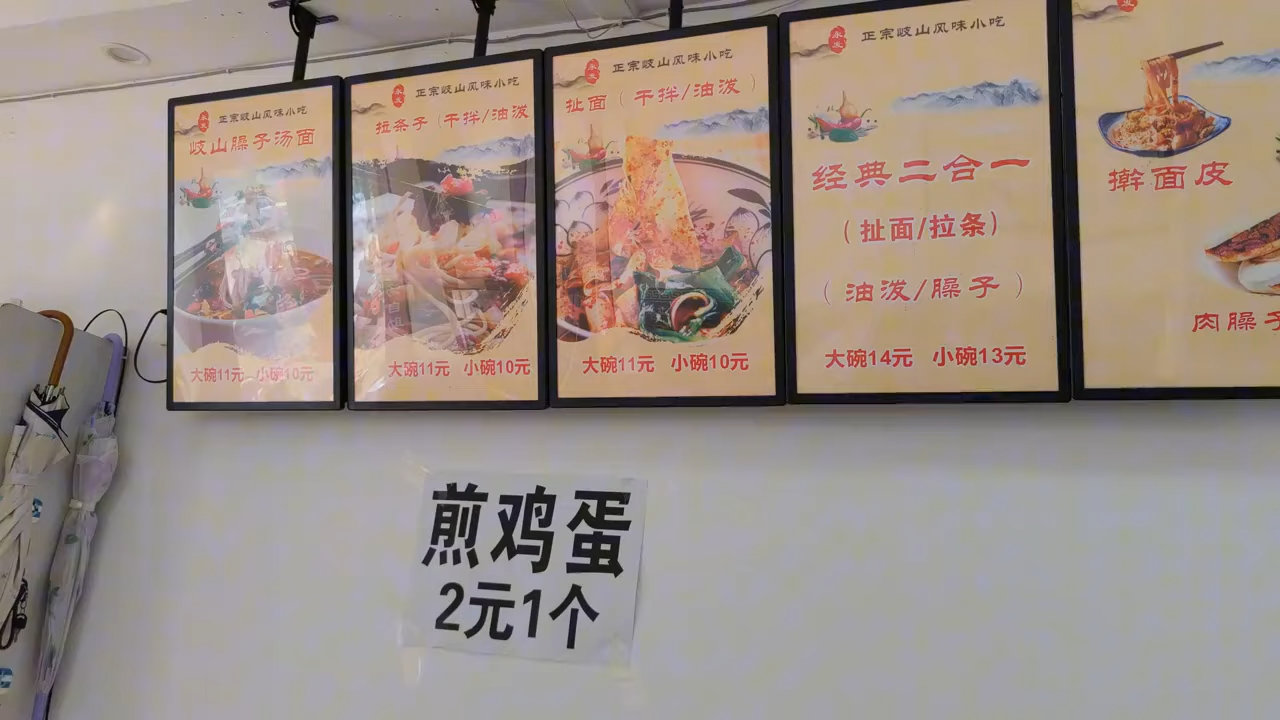 正宗岐山风味小吃
岐山臊子汤面
大碗11元 小碗10元
正宗岐山风味小吃
拉条子（干拌/油泼
大碗11元 小碗10元
正宗岐山风味小吃
扯面（干拌/油泼）
大碗11元 小碗10元
正宗岐山风味小吃
经典二合一
（扯面/拉条）
（油泼/臊子）
大碗14元 小碗13元
擀面皮
肉臊子
煎鸡蛋
2元1个